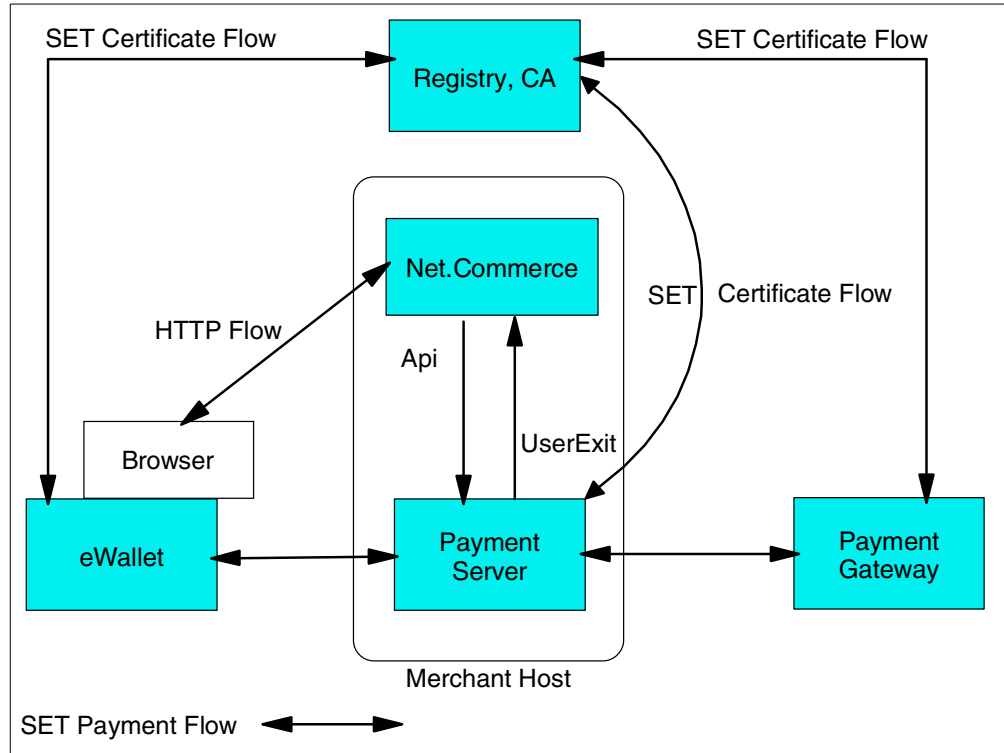 SET Certificate Flow
SET Certificate Flow
Registry, CA
Net.Commerce
SET Certificate Flow
HTTP Flow
Api
UserExit
Browser
eWallet
Payment
Server
Payment
Gateway
Merchant Host
SET Payment Flow